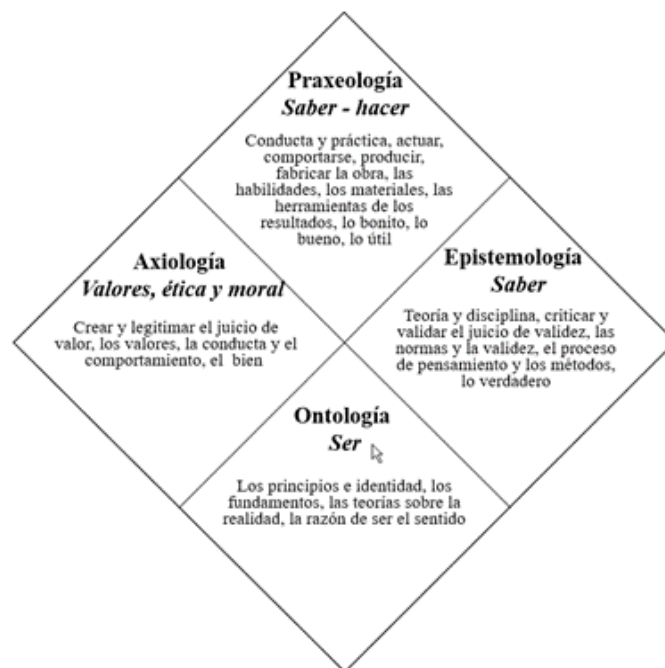 Praxeología
Saber - hacer
Conducta y práctica, actuar,
comportarse, producir,
fabricar la obra, las
habilidades, los materiales, las
herramientas de los
resultados, lo bonito, lo
bueno, lo útil
Axiología
Valores, ética y moral
Crear y legitimar el juicio de
valor, los valores, la conducta y el
comportamiento, el bien
Epistemología
Saber
Teoría y disciplina, criticar y
validar el juicio de validez, las
normas y la validez, el proceso
de pensamiento y los métodos,
lo verdadero
Ontología
Ser
Los principios e identidad, los
fundamentos, las teorías sobre la
realidad, la razón de ser el sentido